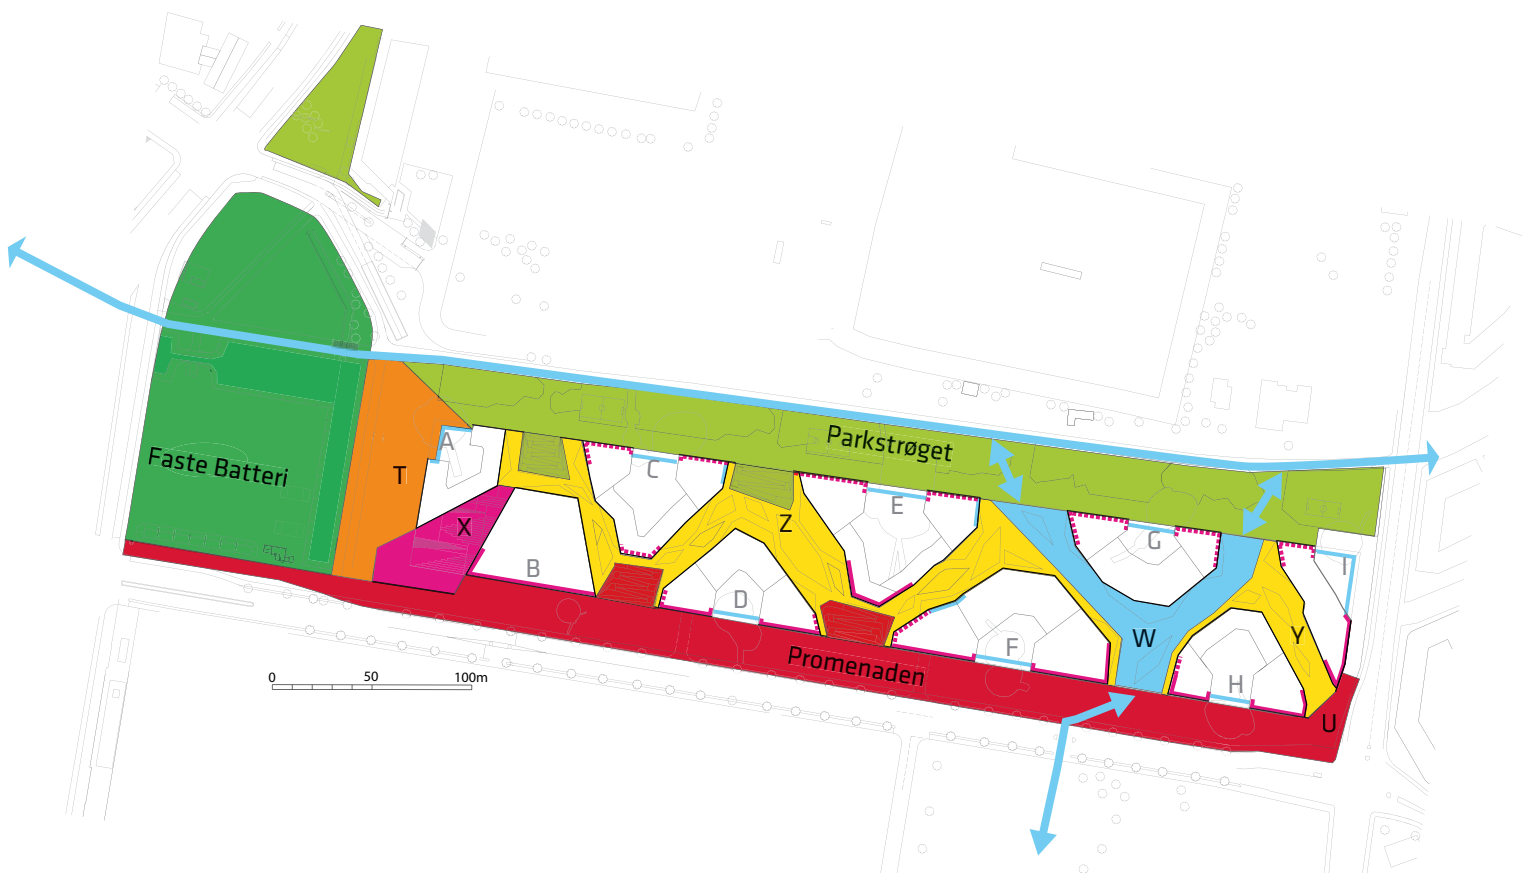 Parkstrøget
A
C
Faste Batteri
T
E
X
Z
G
I
B
D
W
Y
F
Promenaden
0 50 100m
H
U